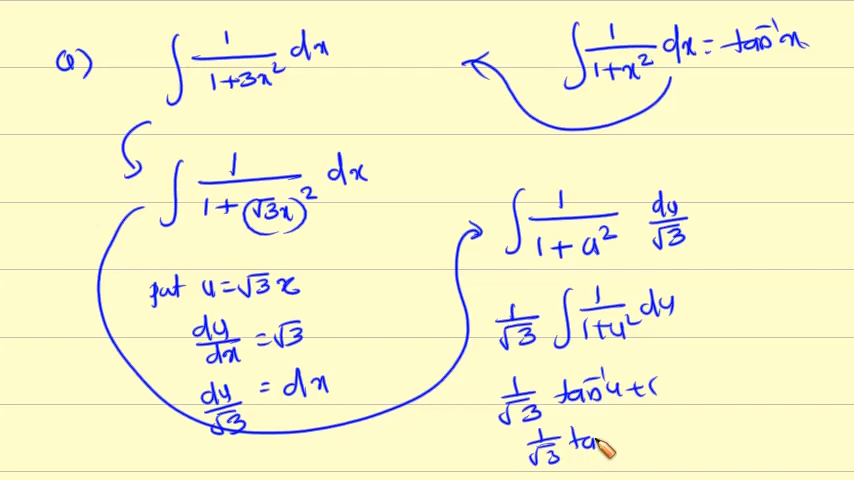 Q) ∫ 1/(1+3x²) dx
∫ 1/(1+x²) dx = tan⁻¹x
∫ 1/(1+(√3x)²) dx
put u=√3x
du/dx = √3
du/√3 = dx
∫ 1/(1+u²) du/√3
1/√3 ∫ 1/(1+u²) du
1/√3 tan⁻¹u+c
1/√3 ta